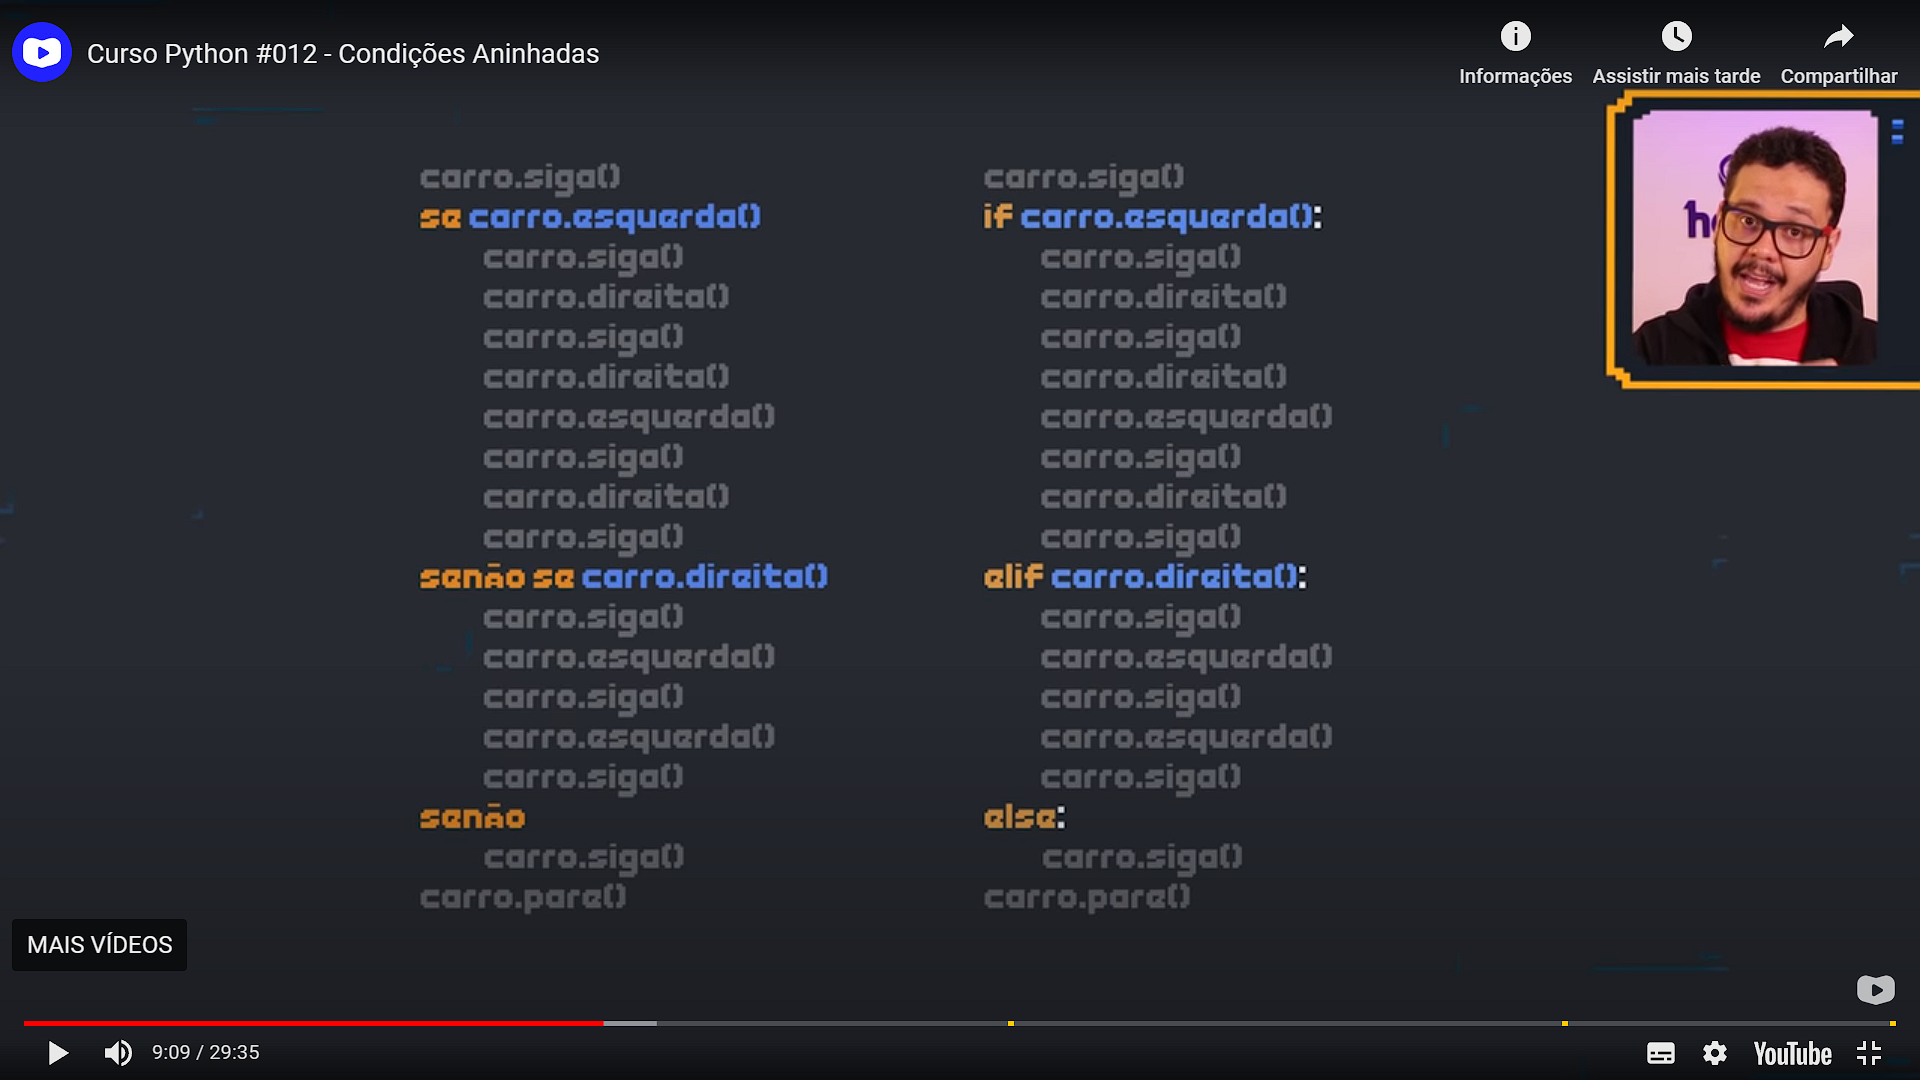 Curso Python #012 - Condições Aninhadas
Informações
Assistir mais tarde
Compartilhar
carro.siga()
se carro.esquerda()
carro.siga()
carro.direita()
carro.siga()
carro.direita()
carro.esquerda()
carro.siga()
carro.direita()
carro.siga()
senão se carro.direita()
carro.siga()
carro.esquerda()
carro.siga()
carro.esquerda()
carro.siga()
senão
carro.siga()
carro.pare()
carro.siga()
if carro.esquerda():
carro.siga()
carro.direita()
carro.siga()
carro.direita()
carro.esquerda()
carro.siga()
carro.direita()
carro.siga()
elif carro.direita():
carro.siga()
carro.esquerda()
carro.siga()
carro.esquerda()
carro.siga()
else:
carro.siga()
carro.pare()
MAIS VÍDEOS
9:09 / 29:35
YouTube